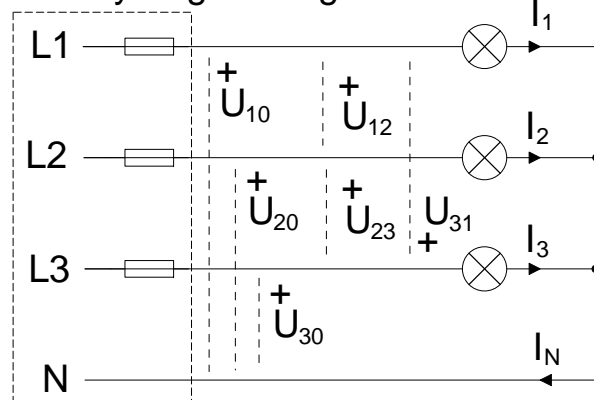 I1
L1
+
U10
+
U12
L2
I2
+
U20
+
U23
U31
+
L3
I3
+
U30
N
IN